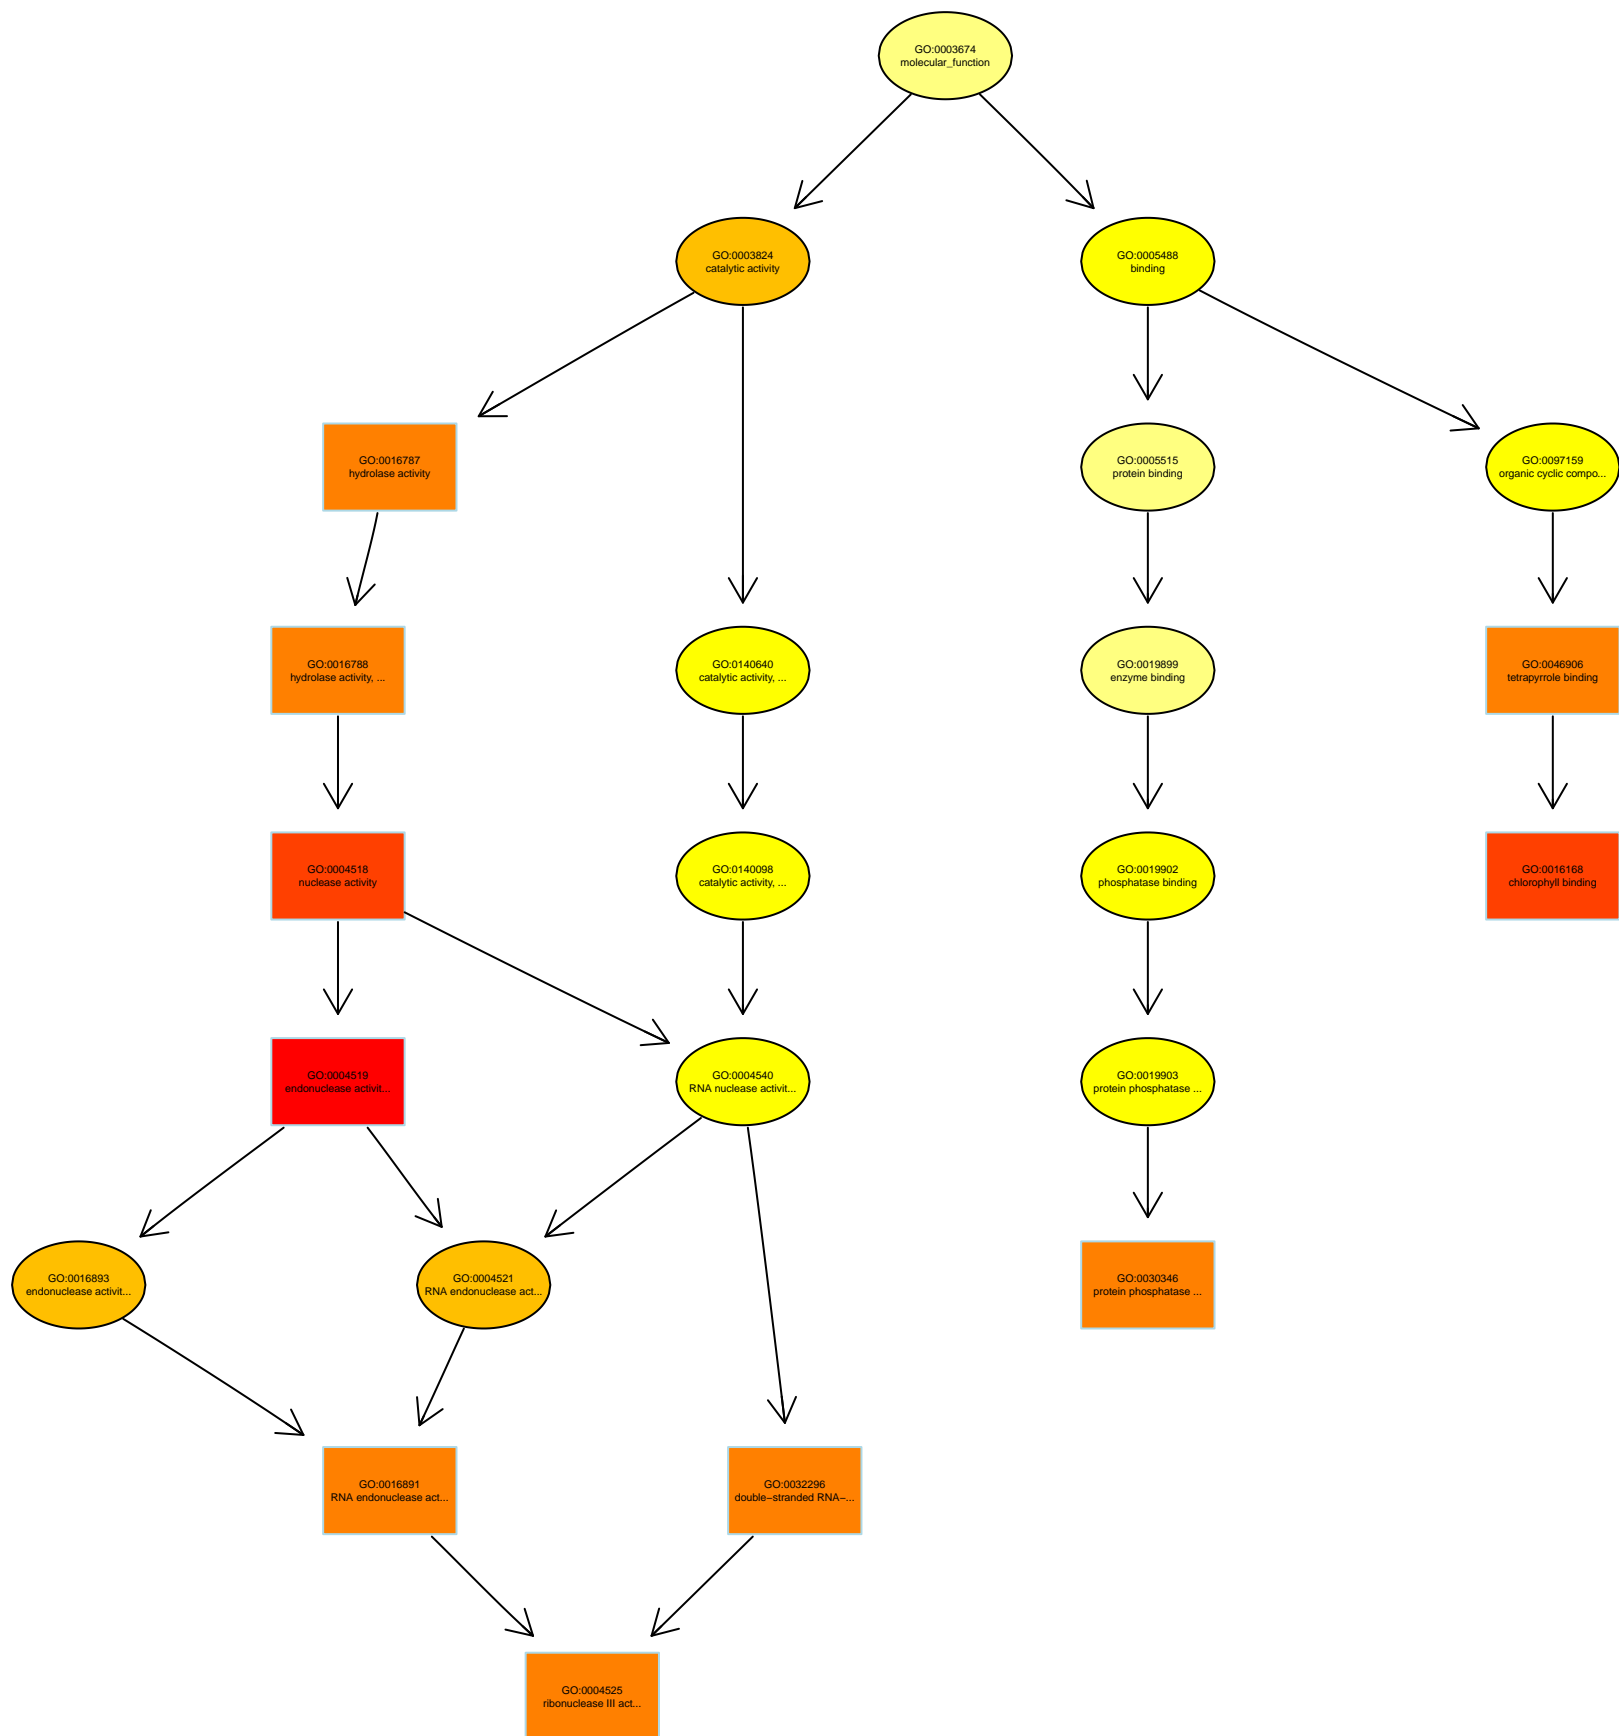 GO:0003674
molecular_function
GO:0003824
catalytic activity
GO:0005488
binding
GO:0016787
hydrolase activity
GO:0005515
protein binding
GO:0097159
organic cyclic compo...
GO:0016788
hydrolase activity, ...
GO:0140640
catalytic activity, ...
GO:0019899
enzyme binding
GO:0046906
tetrapyrrole binding
GO:0004518
nuclease activity
GO:0140098
catalytic activity, ...
GO:0019902
phosphatase binding
GO:0016168
chlorophyll binding
GO:0004519
endonuclease activit...
GO:0004540
RNA nuclease activit...
GO:0019903
protein phosphatase ...
GO:0016893
endonuclease activit...
GO:0004521
RNA endonuclease act...
GO:0030346
protein phosphatase ...
GO:0016891
RNA endonuclease act...
GO:0032296
double−stranded RNA−...
GO:0004525
ribonuclease III act...